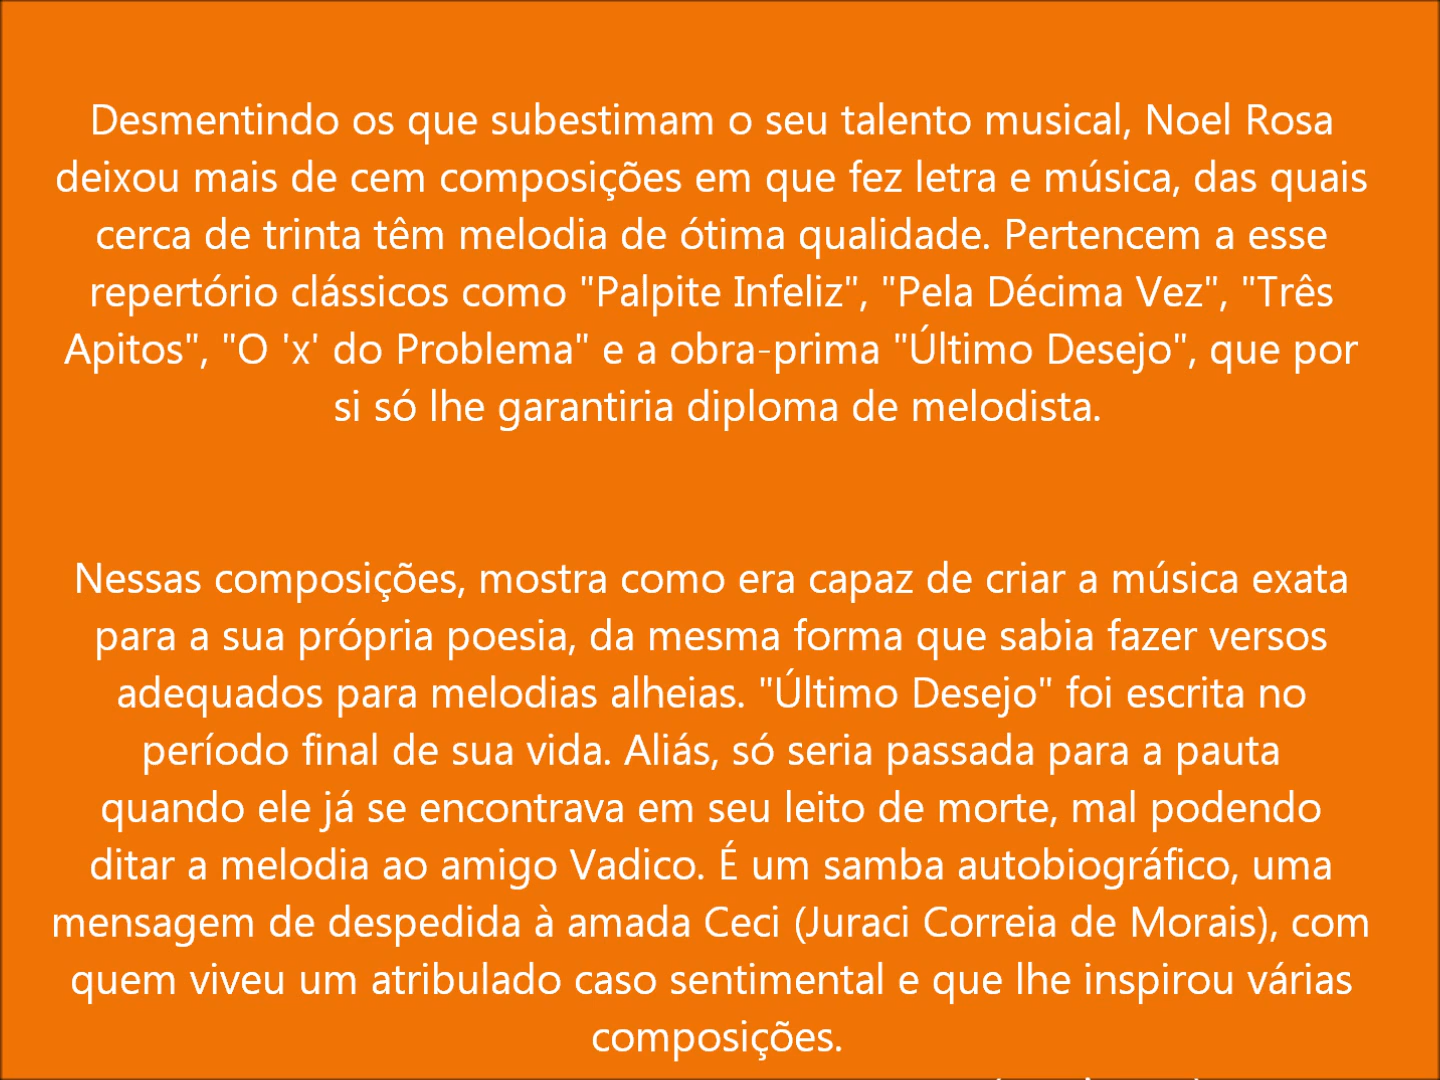 Desmentindo os que subestimam o seu talento musical, Noel Rosa
deixou mais de cem composições em que fez letra e música, das quais
cerca de trinta têm melodia de ótima qualidade. Pertencem a esse
repertório clássicos como "Palpite Infeliz", "Pela Décima Vez", "Três
Apitos", "O 'x' do Problema" e a obra-prima "Último Desejo", que por
si só lhe garantiria diploma de melodista.
Nessas composições, mostra como era capaz de criar a música exata
para a sua própria poesia, da mesma forma que sabia fazer versos
adequados para melodias alheias. "Último Desejo" foi escrita no
período final de sua vida. Aliás, só seria passada para a pauta
quando ele já se encontrava em seu leito de morte, mal podendo
ditar a melodia ao amigo Vadico. É um samba autobiográfico, uma
mensagem de despedida à amada Ceci (Juraci Correia de Morais), com
quem viveu um atribulado caso sentimental e que lhe inspirou várias
composições.